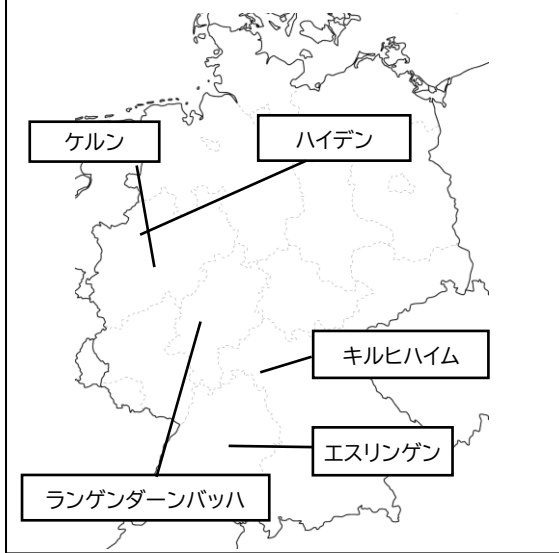 ケルン
ハイデン
キルヒハイム
エスリンゲン
ランゲンダーンバッハ